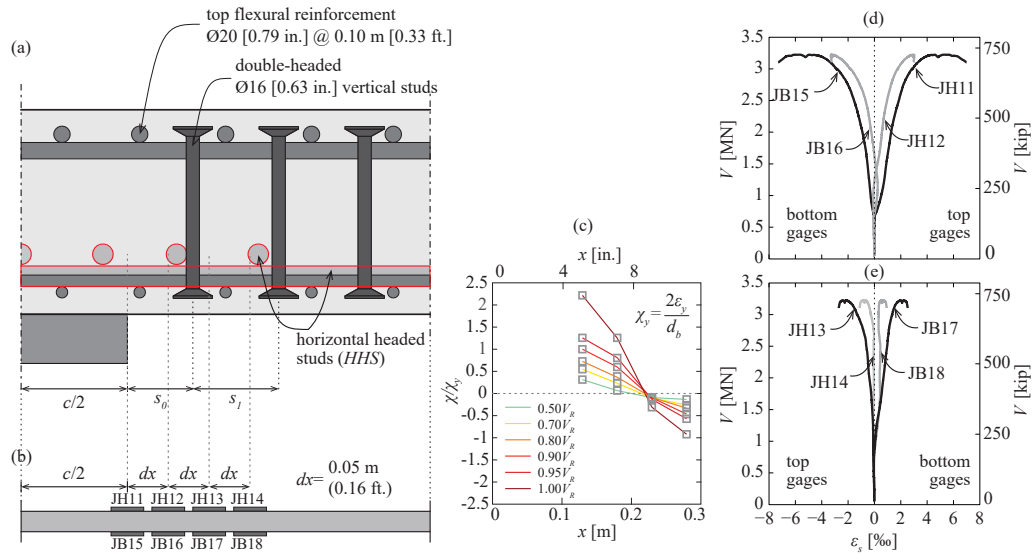 (a)
top flexural reinforcement
Ø20 [0.79 in.] @ 0.10 m [0.33 ft.]
double-headed
Ø16 [0.63 in.] vertical studs
horizontal headed
studs (HHS)
c/2
s₀
s₁
(b)
c/2
dx
dx
dx
dx= 0.05 m
(0.16 ft.)
JH11 JH12 JH13 JH14
JB15 JB16 JB17 JB18
(c)
x [in.]
0 4 8 12
2.5
2
1.5
1
0.5
0
-0.5
-1
-1.5
-2
-2.5
χ/χy
χy = 2εy / db
0.50VR
0.70VR
0.80VR
0.90VR
0.95VR
1.00VR
0 0.1 0.2 0.3
x [m]
(d)
3.5
3
2.5
2
1.5
1
0.5
0
V [MN]
750
500
250
0
V [kip]
JB15
JH11
JB16
JH12
bottom
gages
top
gages
(e)
3.5
3
2.5
2
1.5
1
0.5
0
V [MN]
750
500
250
0
V [kip]
JH13
JB17
JH14
JB18
top
gages
bottom
gages
−8 −6 −4 −2 0 2 4 6 8
εs [‰]